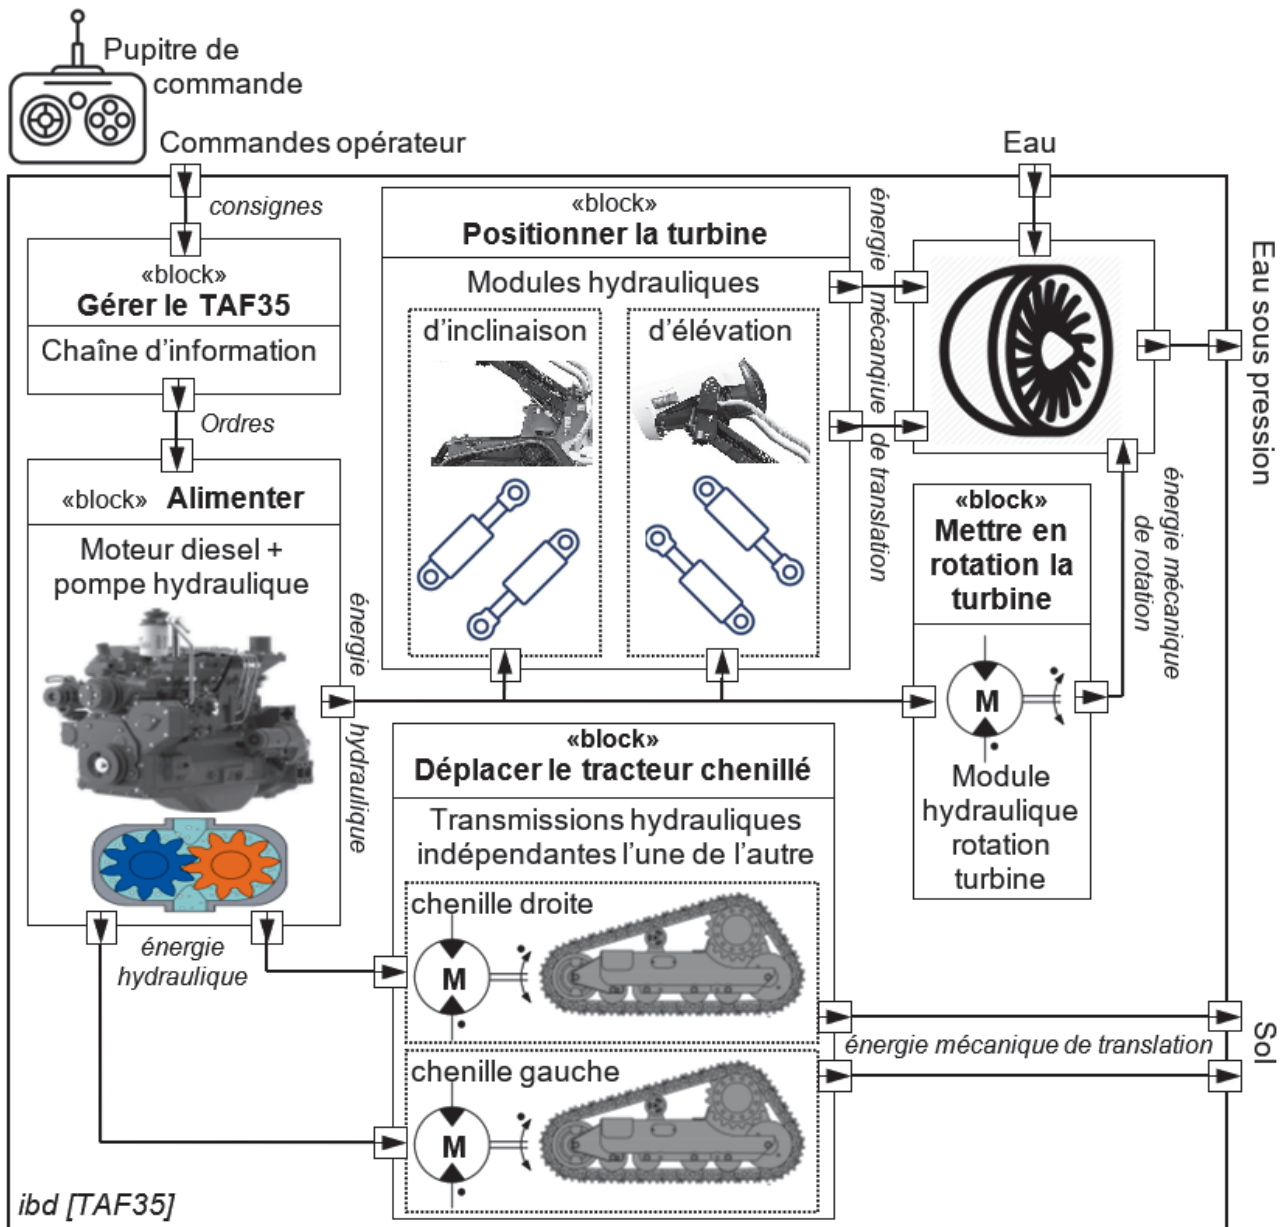 Pupitre de
commande
Commandes opérateur
Eau
consignes
«block»
Gérer le TAF35
Chaîne d'information
Ordres
«block» Alimenter
Moteur diesel +
pompe hydraulique
énergie
hydraulique
énergie
hydraulique
«block»
Positionner la turbine
Modules hydrauliques
d'inclinaison
d'élévation
énergie mécanqiue de translation
Eau sous pression
«block»
Mettre en
rotation la
turbine
M
Module
hydraulique
rotation
turbine
énergie mécanique
de rotation
«block»
Déplacer le tracteur chenillé
Transmissions hydrauliques
indépendantes l'une de l'autre
chenille droite
M
chenille gauche
M
énergie mécanique de translation
Sol
ibd [TAF35]